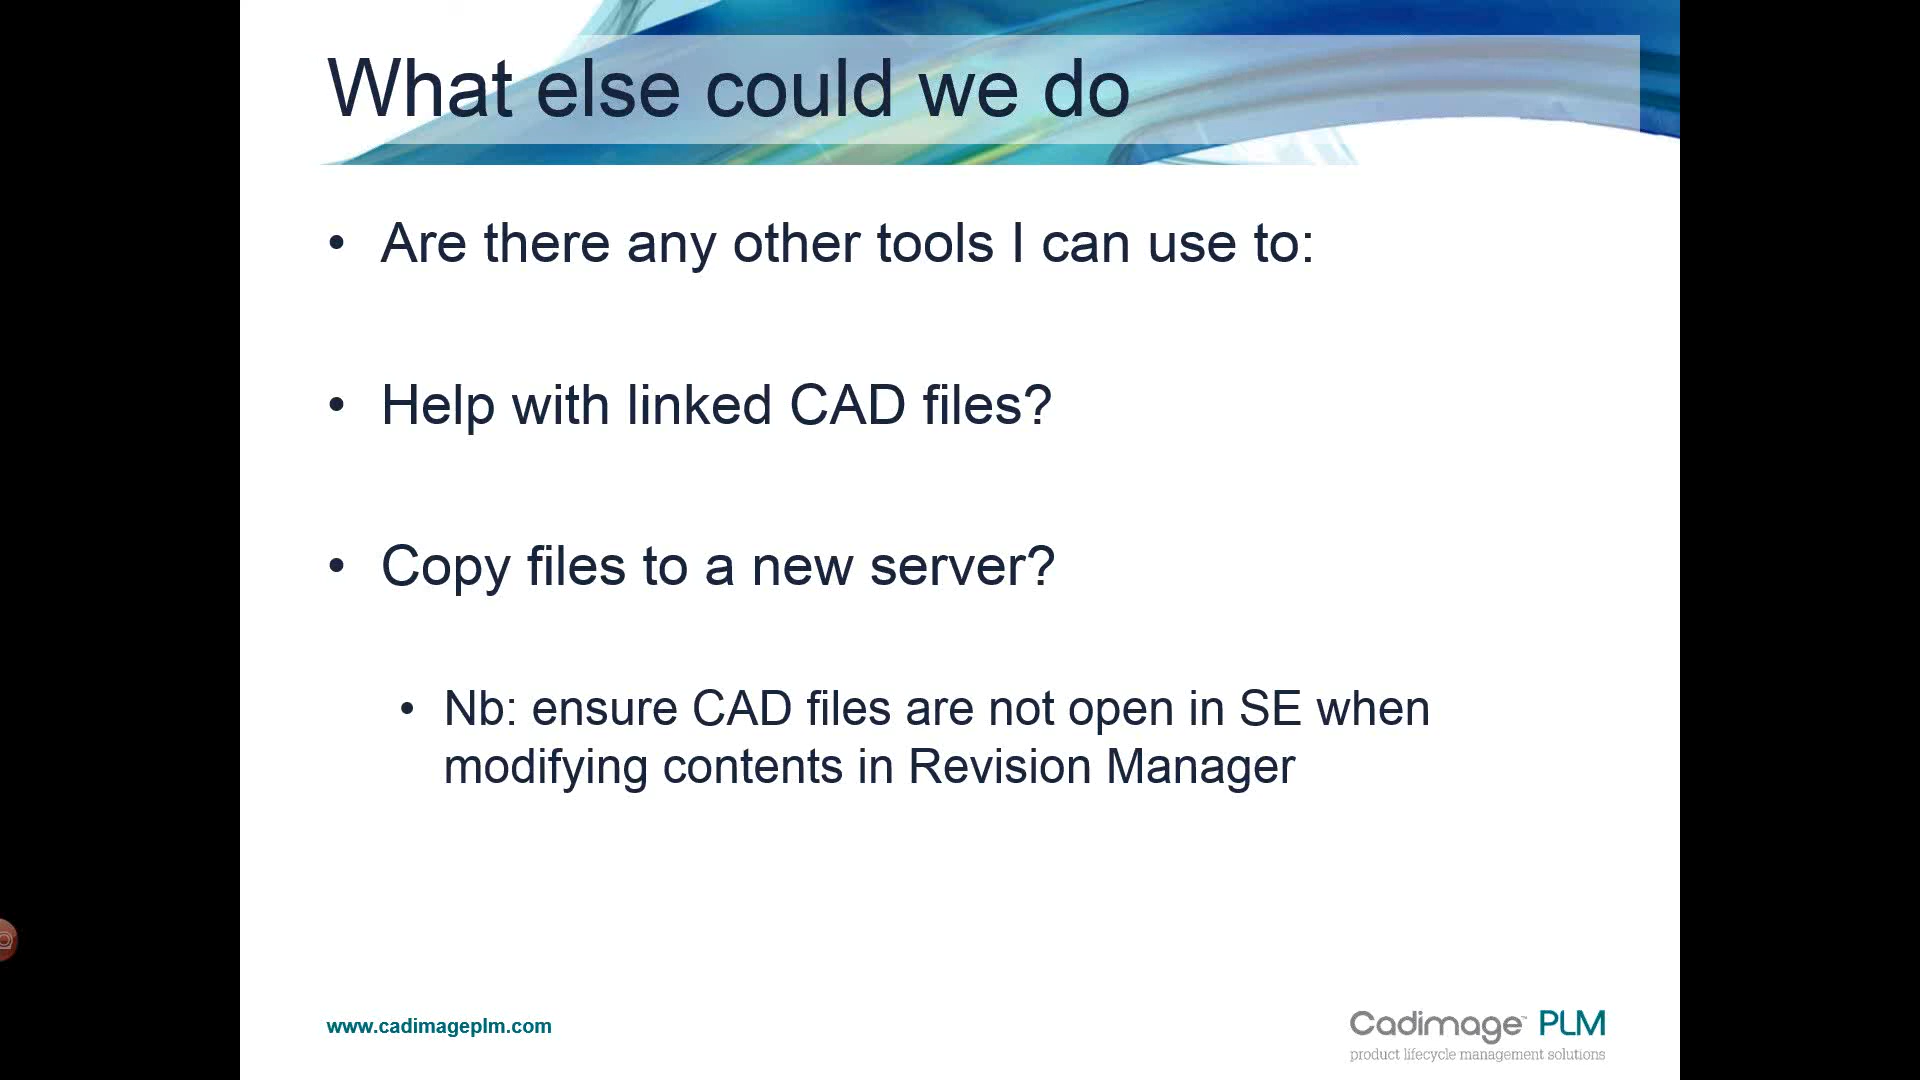 What else could we do
• Are there any other tools I can use to:
• Help with linked CAD files?
• Copy files to a new server?
• Nb: ensure CAD files are not open in SE when
modifying contents in Revision Manager
www.cadimageplm.com
Cadimage™ PLM
product lifecycle management solutions